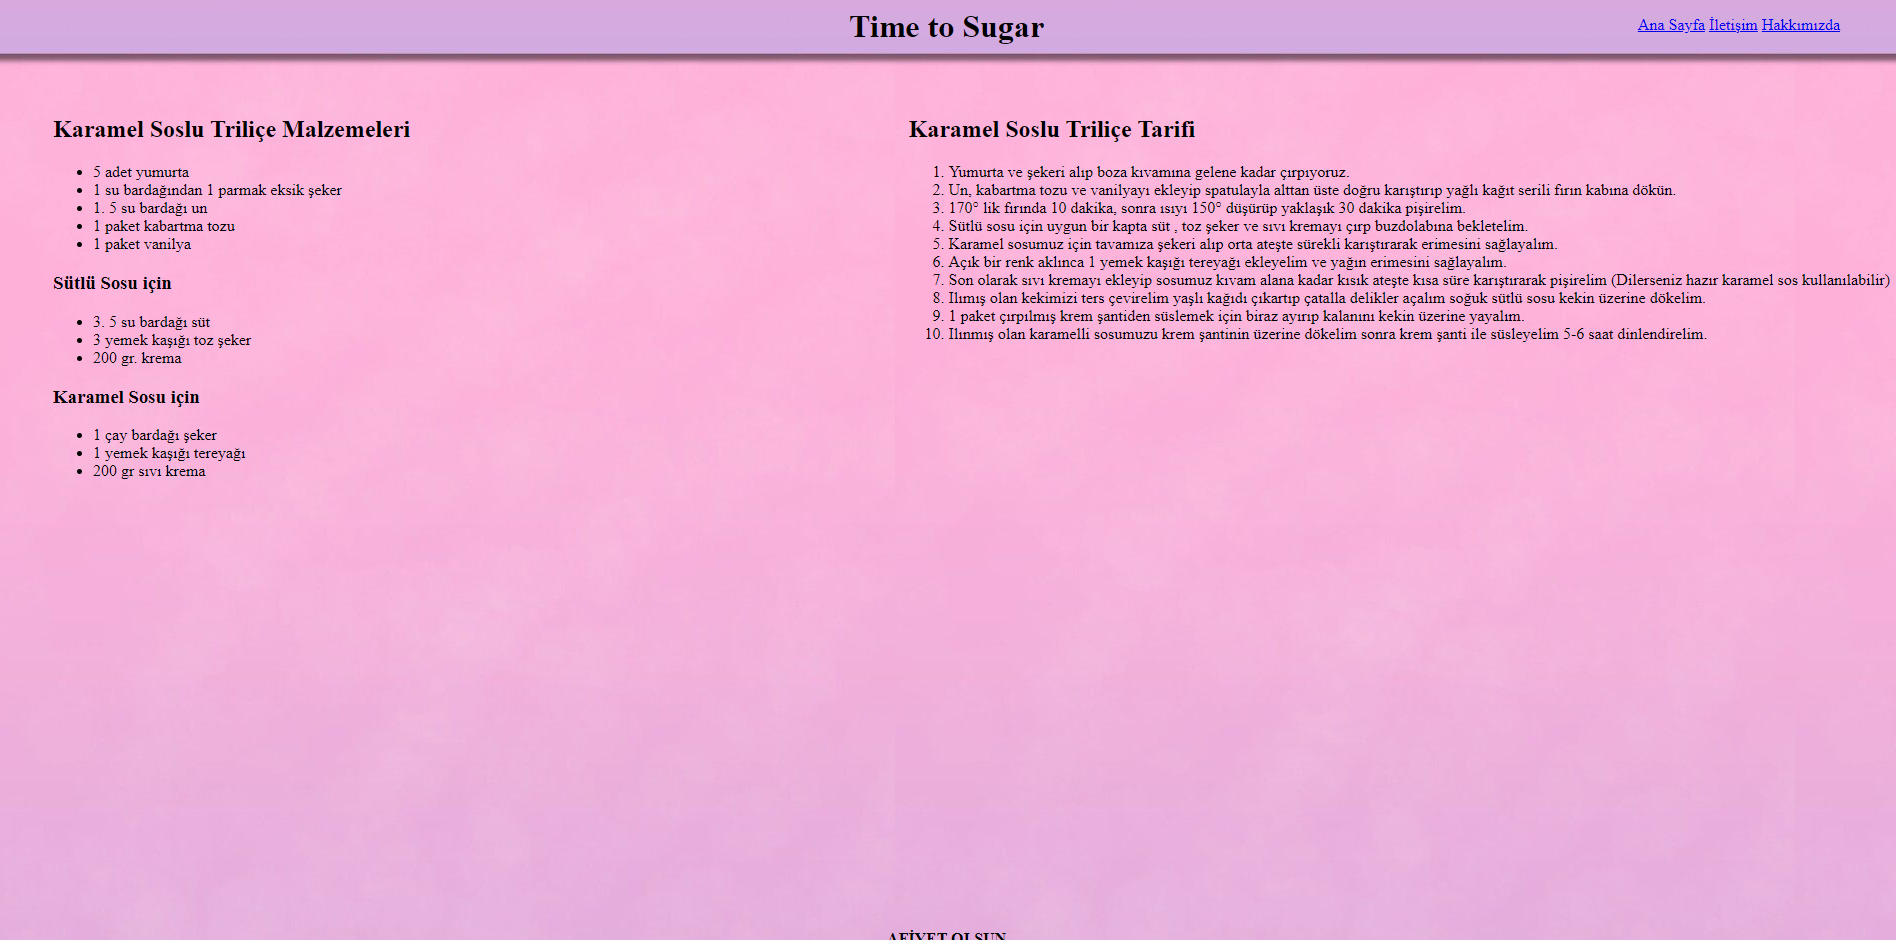 Time to Sugar
Ana Sayfa İletişim Hakkımızda
Karamel Soslu Triliçe Malzemeleri
5 adet yumurta
1 su bardağından 1 parmak eksik şeker
1. 5 su bardağı un
1 paket kabartma tozu
1 paket vanilya
Sütlü Sosu için
3. 5 su bardağı süt
3 yemek kaşığı toz şeker
200 gr. krema
Karamel Sosu için
1 çay bardağı şeker
1 yemek kaşığı tereyağı
200 gr sıvı krema
Karamel Soslu Triliçe Tarifi
1. Yumurta ve şekeri alıp boza kıvamına gelene kadar çırpıyoruz.
2. Un, kabartma tozu ve vanilyayı ekleyip spatulayla alttan üste doğru karıştırıp yağlı kağıt serili fırın kabına dökün.
3. 170° lik fırında 10 dakika, sonra ısıyı 150° düşürüp yaklaşık 30 dakika pişirelim.
4. Sütlü sosu için uygun bir kapta süt , toz şeker ve sıvı kremayı çırp buzdolabına bekletelim.
5. Karamel sosumuz için tavamıza şekeri alıp orta ateşte sürekli karıştırarak erimesini sağlayalım.
6. Açık bir renk aklınca 1 yemek kaşığı tereyağı ekleyelim ve yağın erimesini sağlayalım.
7. Son olarak sıvı kremayı ekleyip sosumuz kıvam alana kadar kısık ateşte kısa süre karıştırarak pişirelim (Dilerseniz hazır karamel sos kullanılabilir)
8. Ilımış olan kekimizi ters çevirelim yaşlı kağıdı çıkartıp çatalla delikler açalım soğuk sütlü sosu kekin üzerine dökelim.
9. 1 paket çırpılmış krem şantiden süslemek için biraz ayırıp kalanını kekin üzerine yayalım.
10. Ilınmış olan karamelli sosumuzu krem şantinin üzerine dökelim sonra krem şanti ile süsleyelim 5-6 saat dinlendirelim.
AFİYET OLSUN